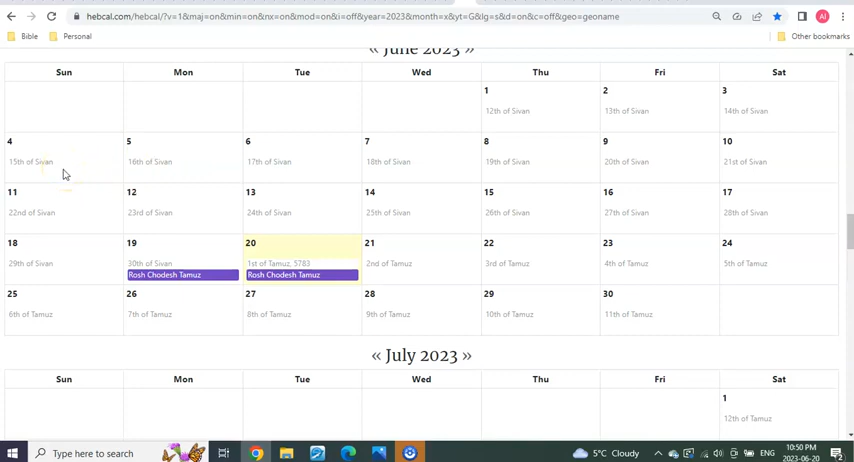 hebcal.com/hebcal/?v=1&maj=on&min=on&nx=on&mod=on&i=off&year=2023&month=x&yt=G&lg=s&d=on&c=off&geo=geoname
AI
Bible Personal Other bookmarks
« June 2023 »
Sun Mon Tue Wed Thu Fri Sat
1 2 3
12th of Sivan 13th of Sivan 14th of Sivan
4 5 6 7 8 9 10
15th of Sivan 16th of Sivan 17th of Sivan 18th of Sivan 19th of Sivan 20th of Sivan 21st of Sivan
11 12 13 14 15 16 17
22nd of Sivan 23rd of Sivan 24th of Sivan 25th of Sivan 26th of Sivan 27th of Sivan 28th of Sivan
18 19 20 21 22 23 24
29th of Sivan 30th of Sivan 1st of Tamuz, 5783 2nd of Tamuz 3rd of Tamuz 4th of Tamuz 5th of Tamuz
Rosh Chodesh Tamuz Rosh Chodesh Tamuz
25 26 27 28 29 30
6th of Tamuz 7th of Tamuz 8th of Tamuz 9th of Tamuz 10th of Tamuz 11th of Tamuz
« July 2023 »
Sun Mon Tue Wed Thu Fri Sat
1
12th of Tamuz
Type here to search 5°C Cloudy ENG 10:50 PM
2023-06-20 2